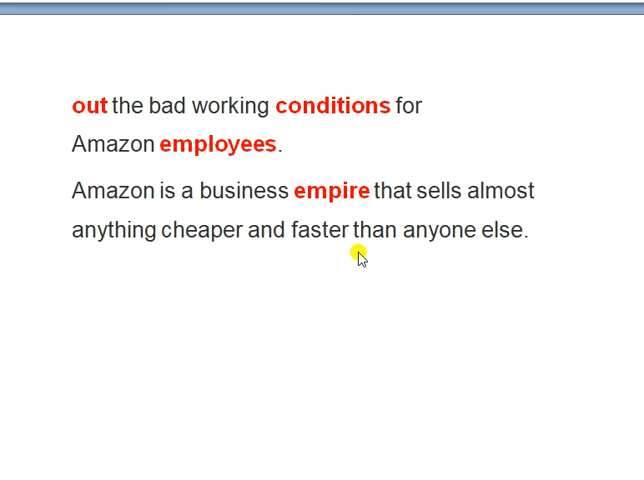 out the bad working conditions for
Amazon employees.
Amazon is a business empire that sells almost
anything cheaper and faster than anyone else.